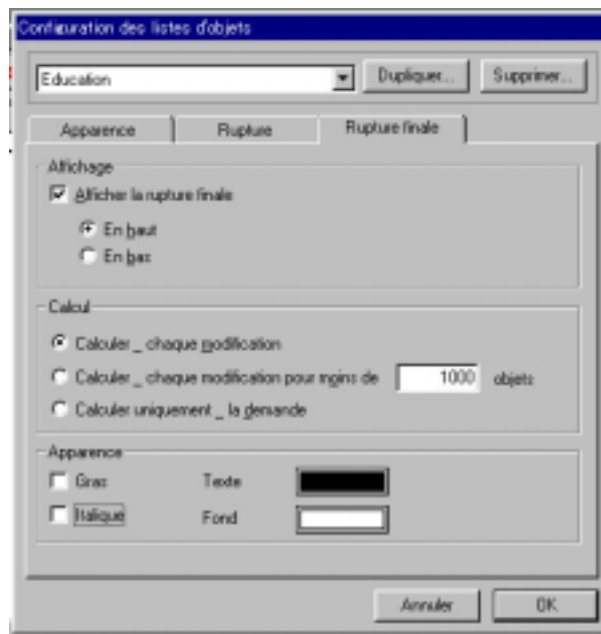 Configuration des listes d'objets
Education Dupliquer... Supprimer...
Apparence Rupture Rupture finale
Affichage
Afficher la rupture finale
En haut
En bas
Calcul
Calculer _ chaque modification
Calculer _ chaque modification pour moins de 1000 objets
Calculer uniquement _ la demande
Apparence
Gras Texte
Italique Fond
Annuler OK